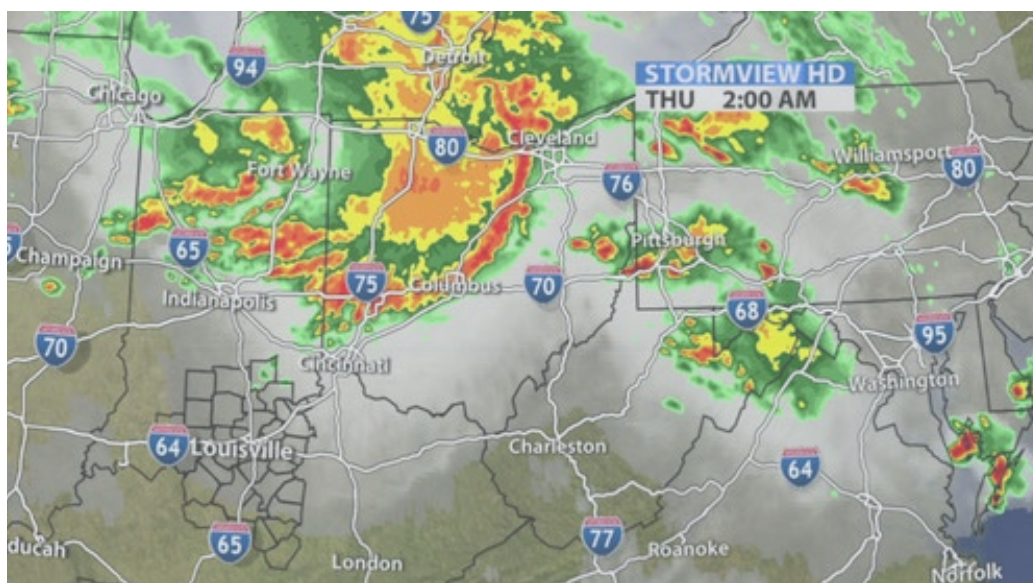 75
Detroit
94
STORMVIEW HD
THU 2:00 AM
Chicago
80
Cleveland
Williamsport
80
Fort Wayne
76
65
Pittsburgh
Champaign
75
Columbus
70
Indianapolis
68
95
70
Cincinnati
Washington
64
Louisville
Charleston
64
65
77
ducah
London
Roanoke
Norfolk